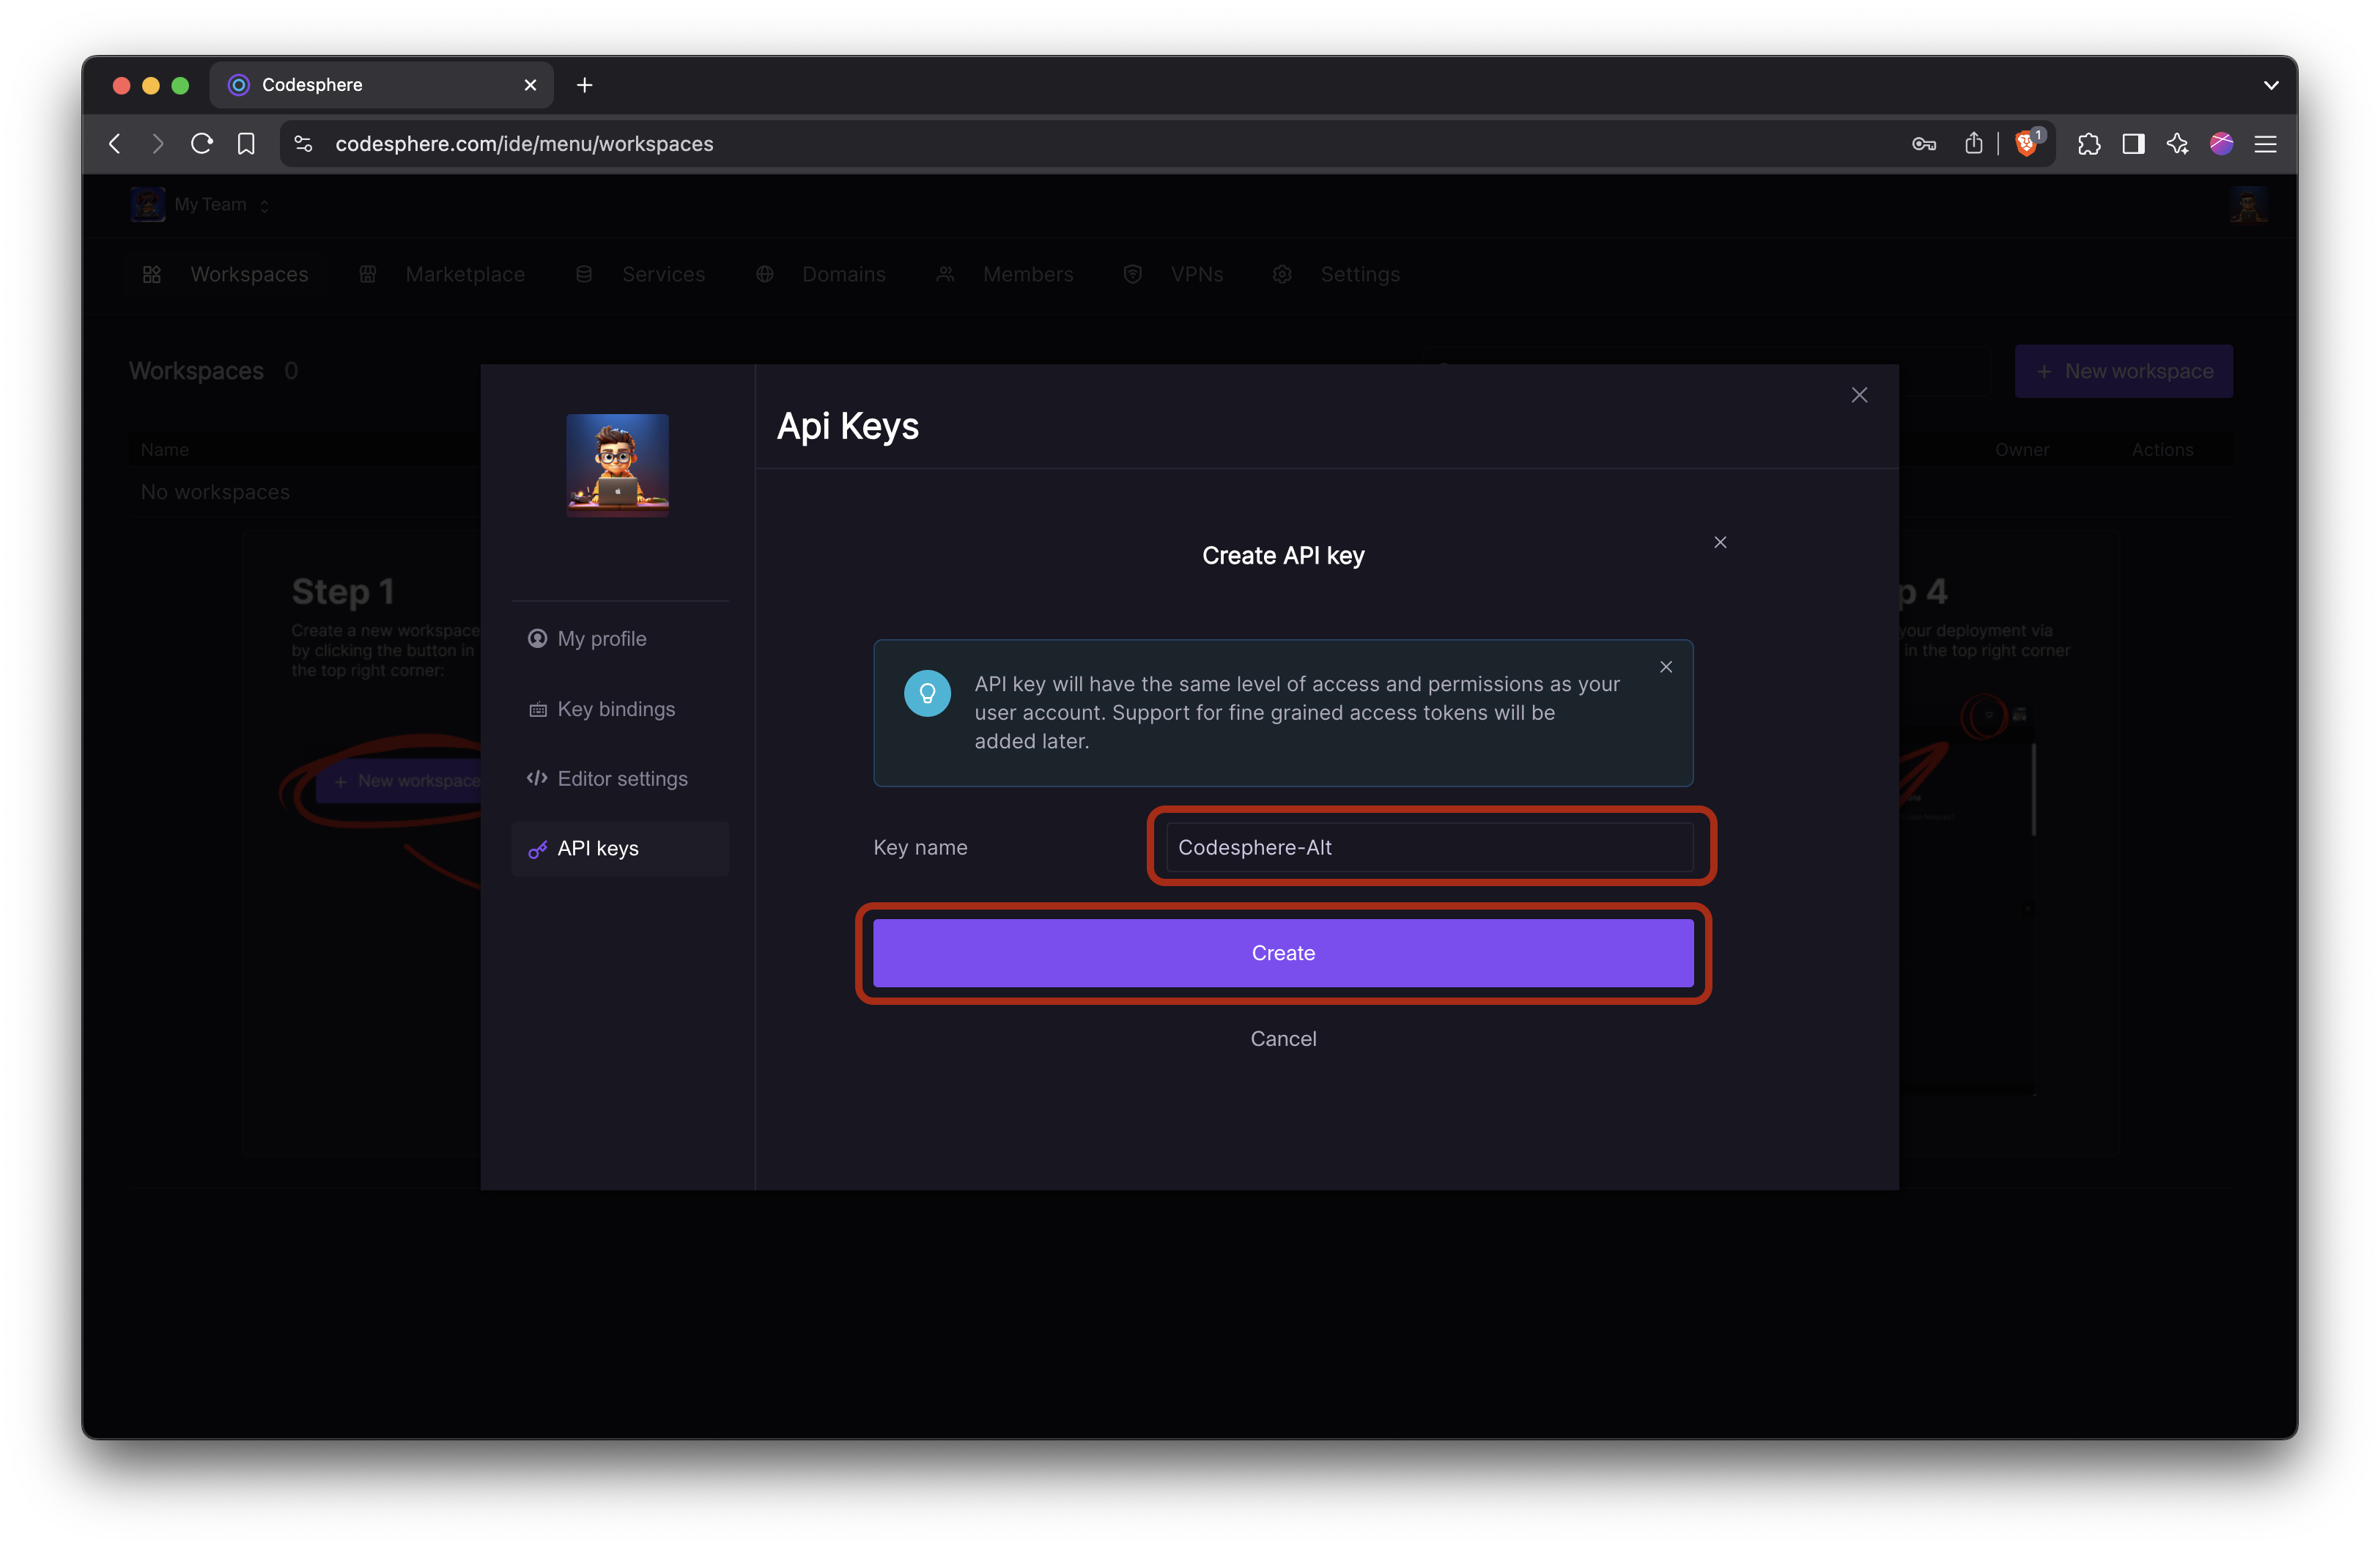 Codesphere
codesphere.com/ide/menu/workspaces
1
My Team
Workspaces Marketplace Services Domains Members VPNs Settings
Workspaces 0
+ New workspace
Name
Owner Actions
No workspaces
Step 1
Create a new workspace
by clicking the button in
the top right corner:
+ New workspace
Api Keys
My profile
Key bindings
Editor settings
API keys
Create API key
API key will have the same level of access and permissions as your
user account. Support for fine grained access tokens will be
added later.
Key name
Codesphere-Alt
Create
Cancel
p 4
your deployment via
in the top right corner